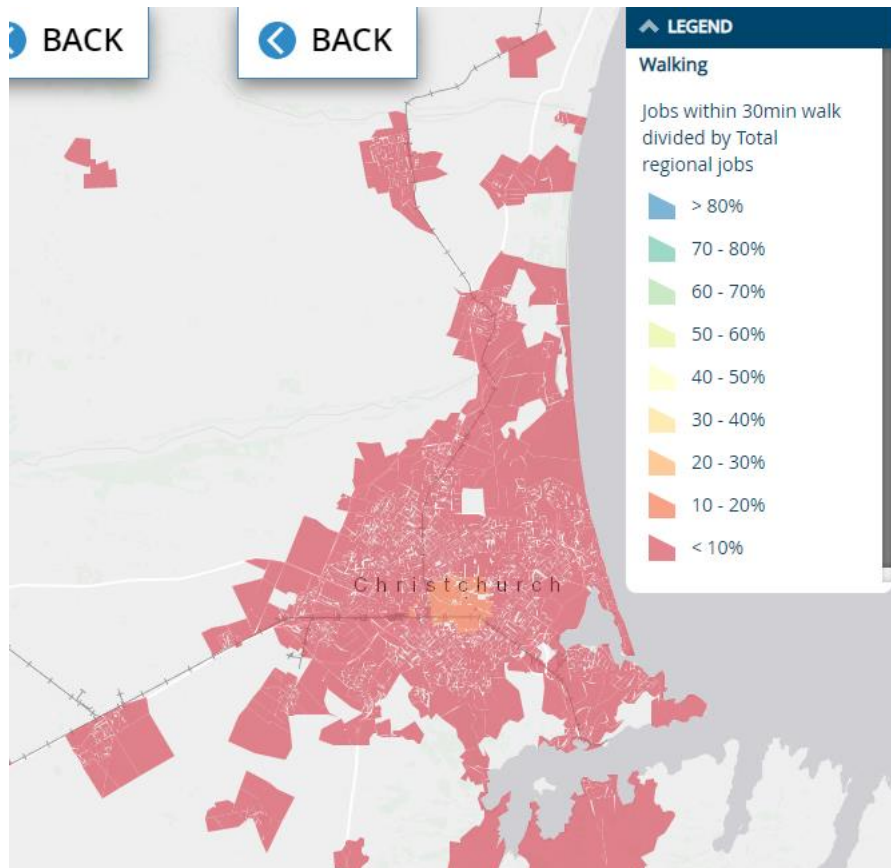 BACK
BACK
LEGEND
Walking
Jobs within 30min walk
divided by Total
regional jobs
> 80%
70 - 80%
60 - 70%
50 - 60%
40 - 50%
30 - 40%
20 - 30%
10 - 20%
< 10%
Christchurch